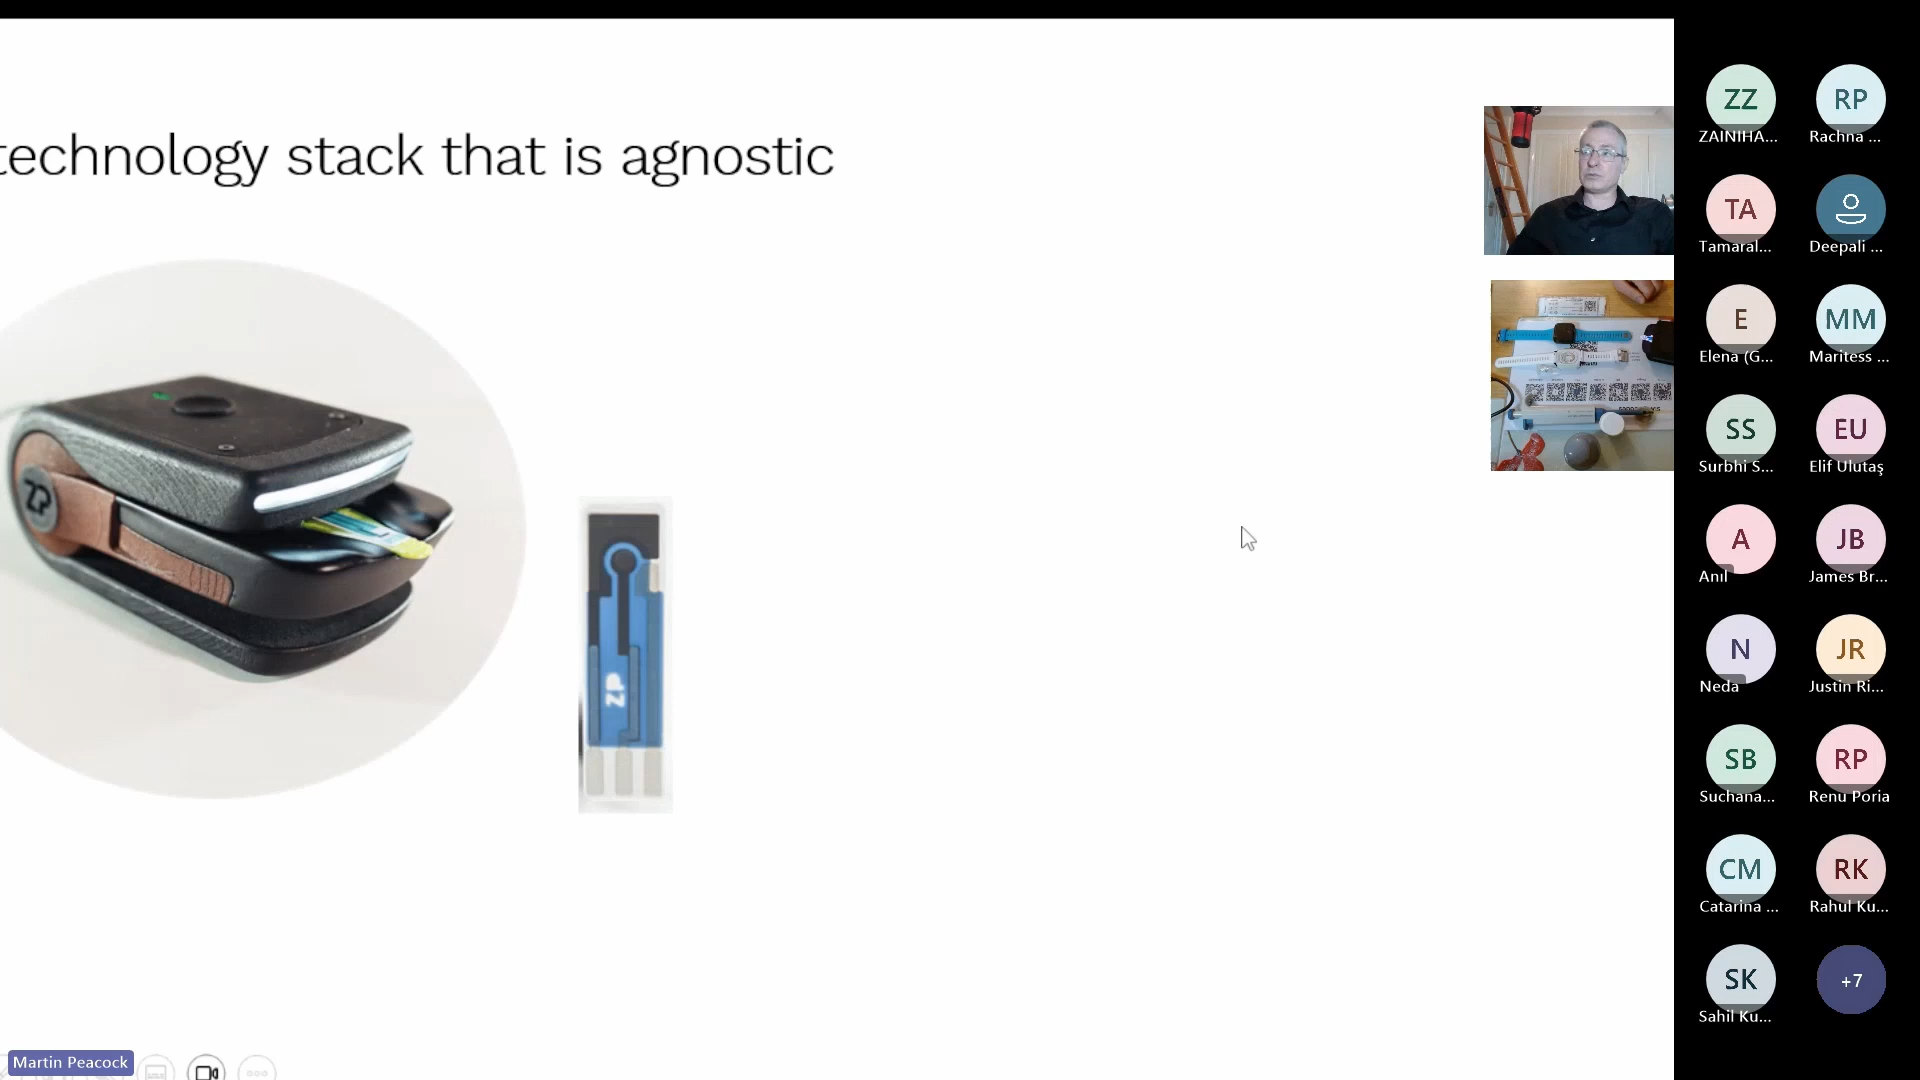 technology stack that is agnostic
ZP
ZP
Martin Peacock
ZZ
ZAINIHA...
RP
Rachna ...
TA
Tamaral...
Deepali ...
E
Elena (G...
MM
Maritess ...
SS
Surbhi S...
EU
Elif Ulutaş
A
Anıl
JB
James Br...
N
Neda
JR
Justin Ri...
SB
Suchana...
RP
Renu Poria
CM
Catarina ...
RK
Rahul Ku...
SK
Sahil Ku...
+7